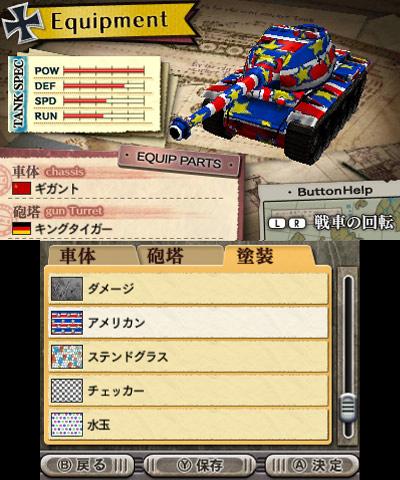 Equipment
TANK SPEC
POW
DEF
SPD
RUN
EQUIP PARTS
車体 chassis
ギガント
砲塔 gun Turret
キングタイガー
ButtonHelp
L R 戦車の回転
車体 砲塔 塗装
ダメージ
アメリカン
ステンドグラス
チェッカー
水玉
B 戻る Y 保存 A 決定